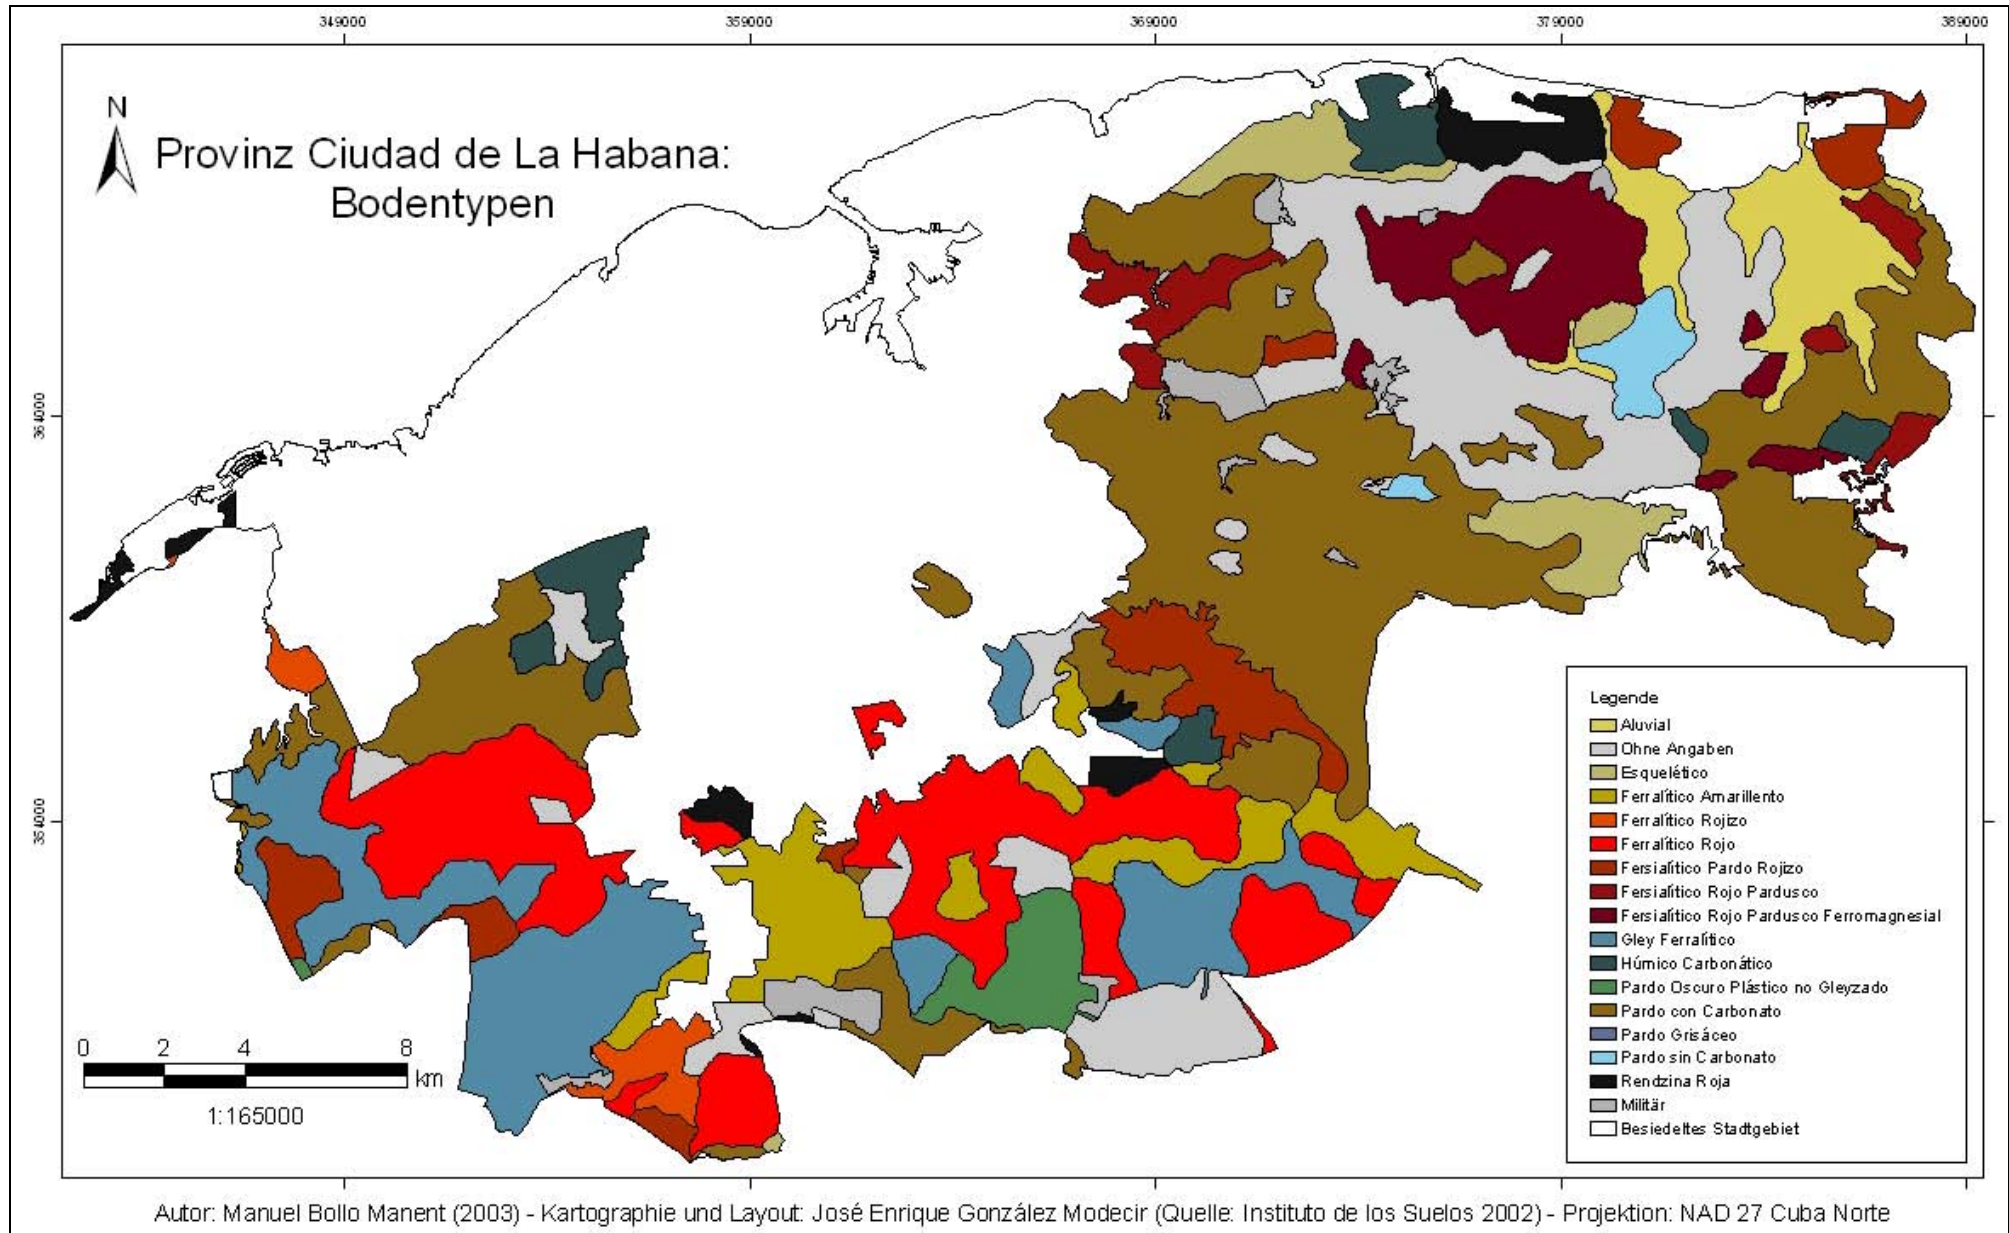 349000 359000 369000 379000 389000
N
Provinz Ciudad de La Habana:
Bodentypen
364000
354000
Legende
Aluvial
Ohne Angaben
Esquelético
Ferralítico Amarillento
Ferralítico Rojizo
Ferralítico Rojo
Fersialítico Pardo Rojizo
Fersialítico Rojo Pardusco
Fersialítico Rojo Pardusco Ferromagnesial
Gley Ferralítico
Húmico Carbonático
Pardo Oscuro Plástico no Gleyzado
Pardo con Carbonato
Pardo Grisáceo
Pardo sin Carbonato
Rendzina Roja
Militär
Besiedeltes Stadtgebiet
0 2 4 8
km
1:165000
Autor: Manuel Bollo Manent (2003) - Kartographie und Layout: José Enrique González Modecir (Quelle: Instituto de los Suelos 2002) - Projektion: NAD 27 Cuba Norte